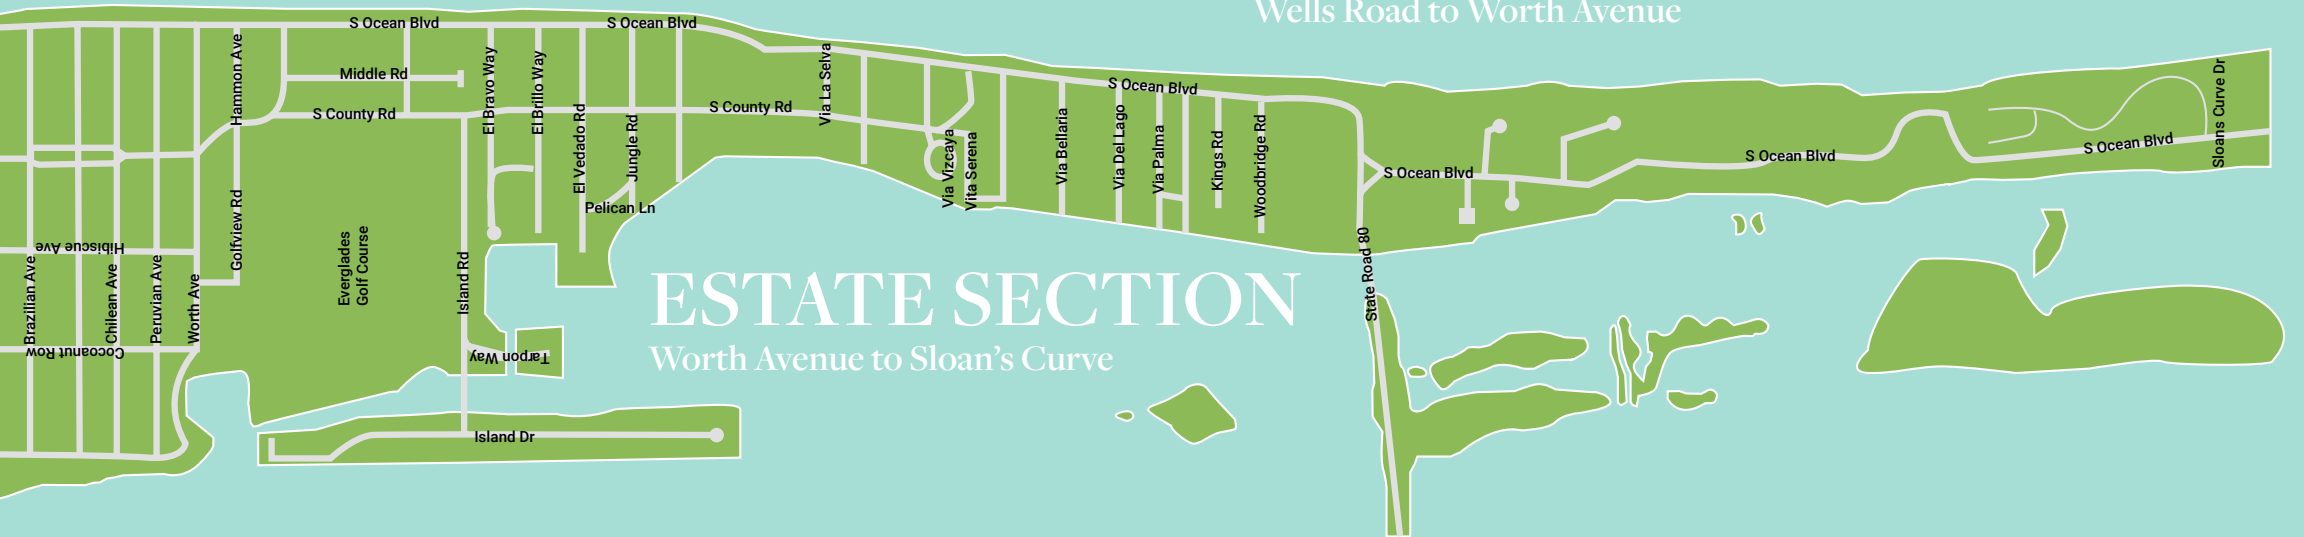 Wells Road to Worth Avenue
S Ocean Blvd
S Ocean Blvd
Hammon Ave
Middle Rd
S County Rd
El Bravo Way
El Brillo Way
El Vedado Rd
Jungle Rd
S County Rd
Via La Selva
S Ocean Blvd
Via Vizcaya
Vita Serena
Via Bellaria
Via Del Lago
Via Palma
Kings Rd
Woodbridge Rd
S Ocean Blvd
S Ocean Blvd
S Ocean Blvd
Sloans Curve Dr
Pelican Ln
Golfview Rd
Hibiscue Ave
Everglades
Golf Course
Island Rd
State Road 80
Brazilian Ave
Chilean Ave
Peruvian Ave
Worth Ave
Cocoanut Row
Tarpon Way
ESTATE SECTION
Worth Avenue to Sloan’s Curve
Island Dr